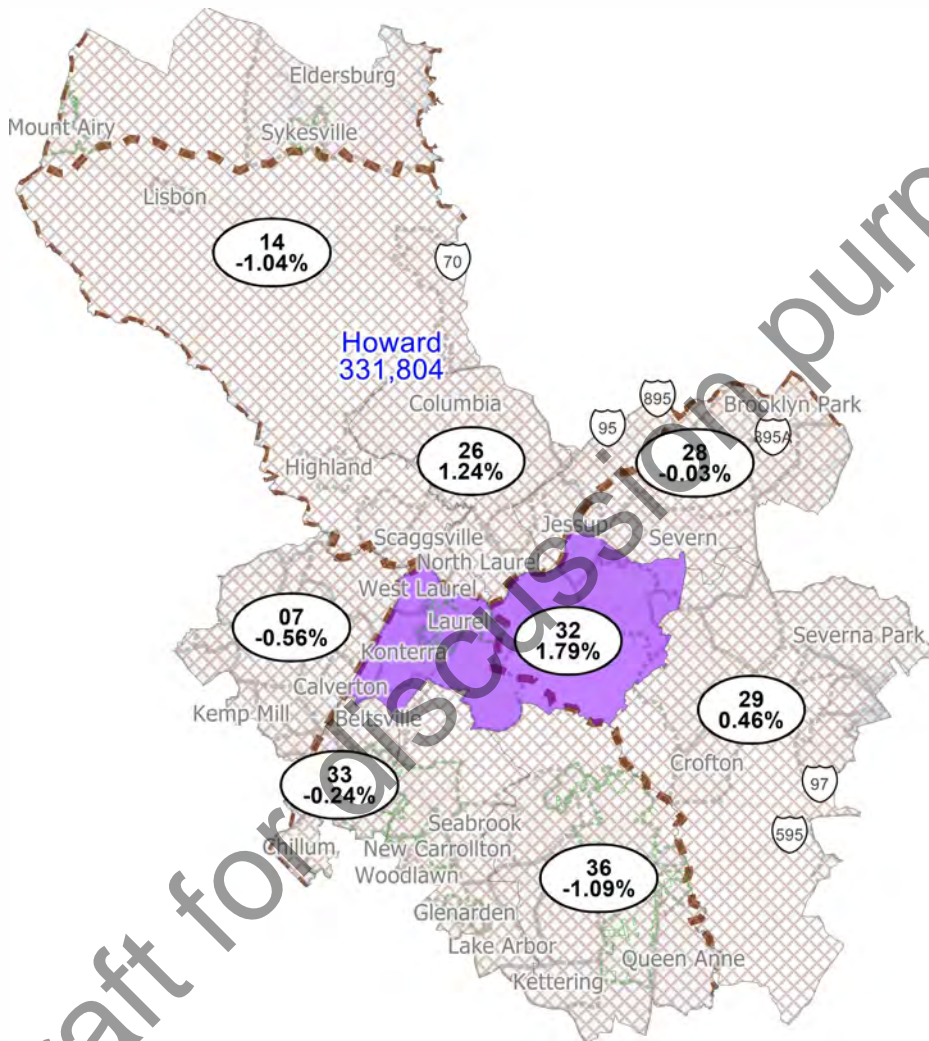 Eldersburg
Mount Airy
Sykesville
Lisbon
14
-1.04%
70
Howard
331,804
Columbia
895
Brooklyn Park
95
895A
26
1.24%
28
-0.03%
Highland
Jessup
Scaggsville
Severn
North Laurel
West Laurel
07
-0.56%
Laurel
32
1.79%
Severna Park
Konterra
Calverton
Kemp Mill
Beltsville
29
0.46%
Crofton
33
-0.24%
97
Seabrook
595
Chillum,
New Carrollton
Woodlawn
36
-1.09%
Glenarden
Lake Arbor
Queen Anne
Kettering
raft for discussion purp